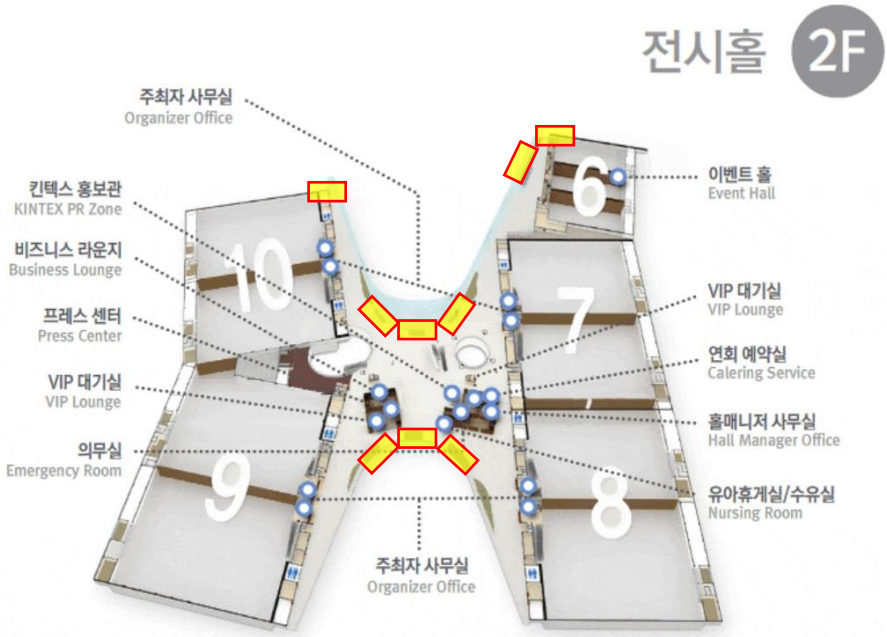 전시홀 2F
주최자 사무실
Organizer Office
킨텍스 홍보관
KINTEX PR Zone
비즈니스 라운지
Business Lounge
프레스 센터
Press Center
VIP 대기실
VIP Lounge
의무실
Emergency Room
이벤트 홀
Event Hall
VIP 대기실
VIP Lounge
연회 예약실
Calering Service
홀매니저 사무실
Hall Manager Office
유아휴게실/수유실
Nursing Room
주최자 사무실
Organizer Office
6
10
7
9
8